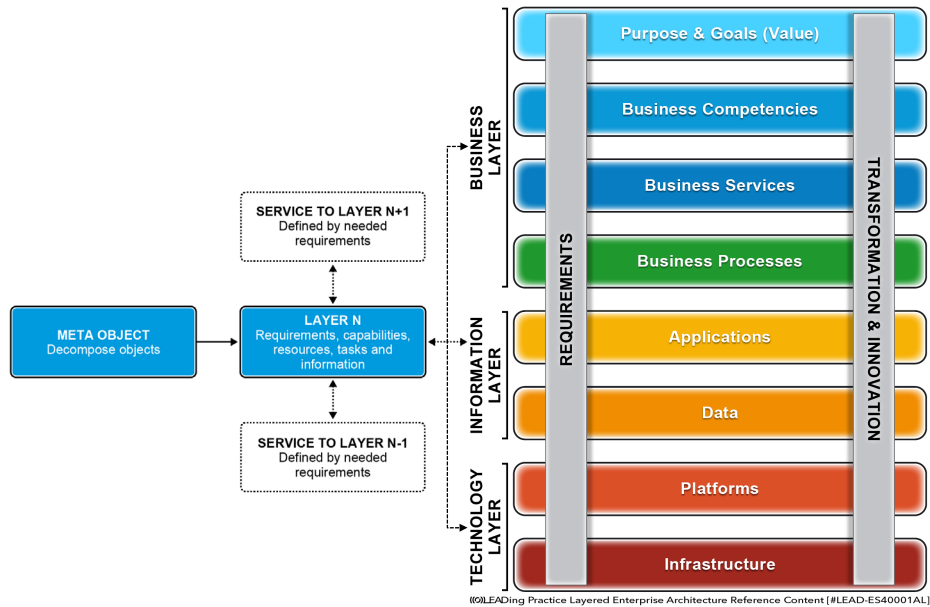 META OBJECT
Decompose objects
SERVICE TO LAYER N+1
Defined by needed
requirements
LAYER N
Requirements, capabilities,
resources, tasks and
information
SERVICE TO LAYER N-1
Defined by needed
requirements
BUSINESS
LAYER
INFORMATION
LAYER
TECHNOLOGY
LAYER
Purpose & Goals (Value)
Business Competencies
Business Services
Business Processes
Applications
Data
Platforms
Infrastructure
REQUIREMENTS
TRANSFORMATION & INNOVATION
LEADing Practice Layered Enterprise Architecture Reference Content [#LEAD-ES40001AL]